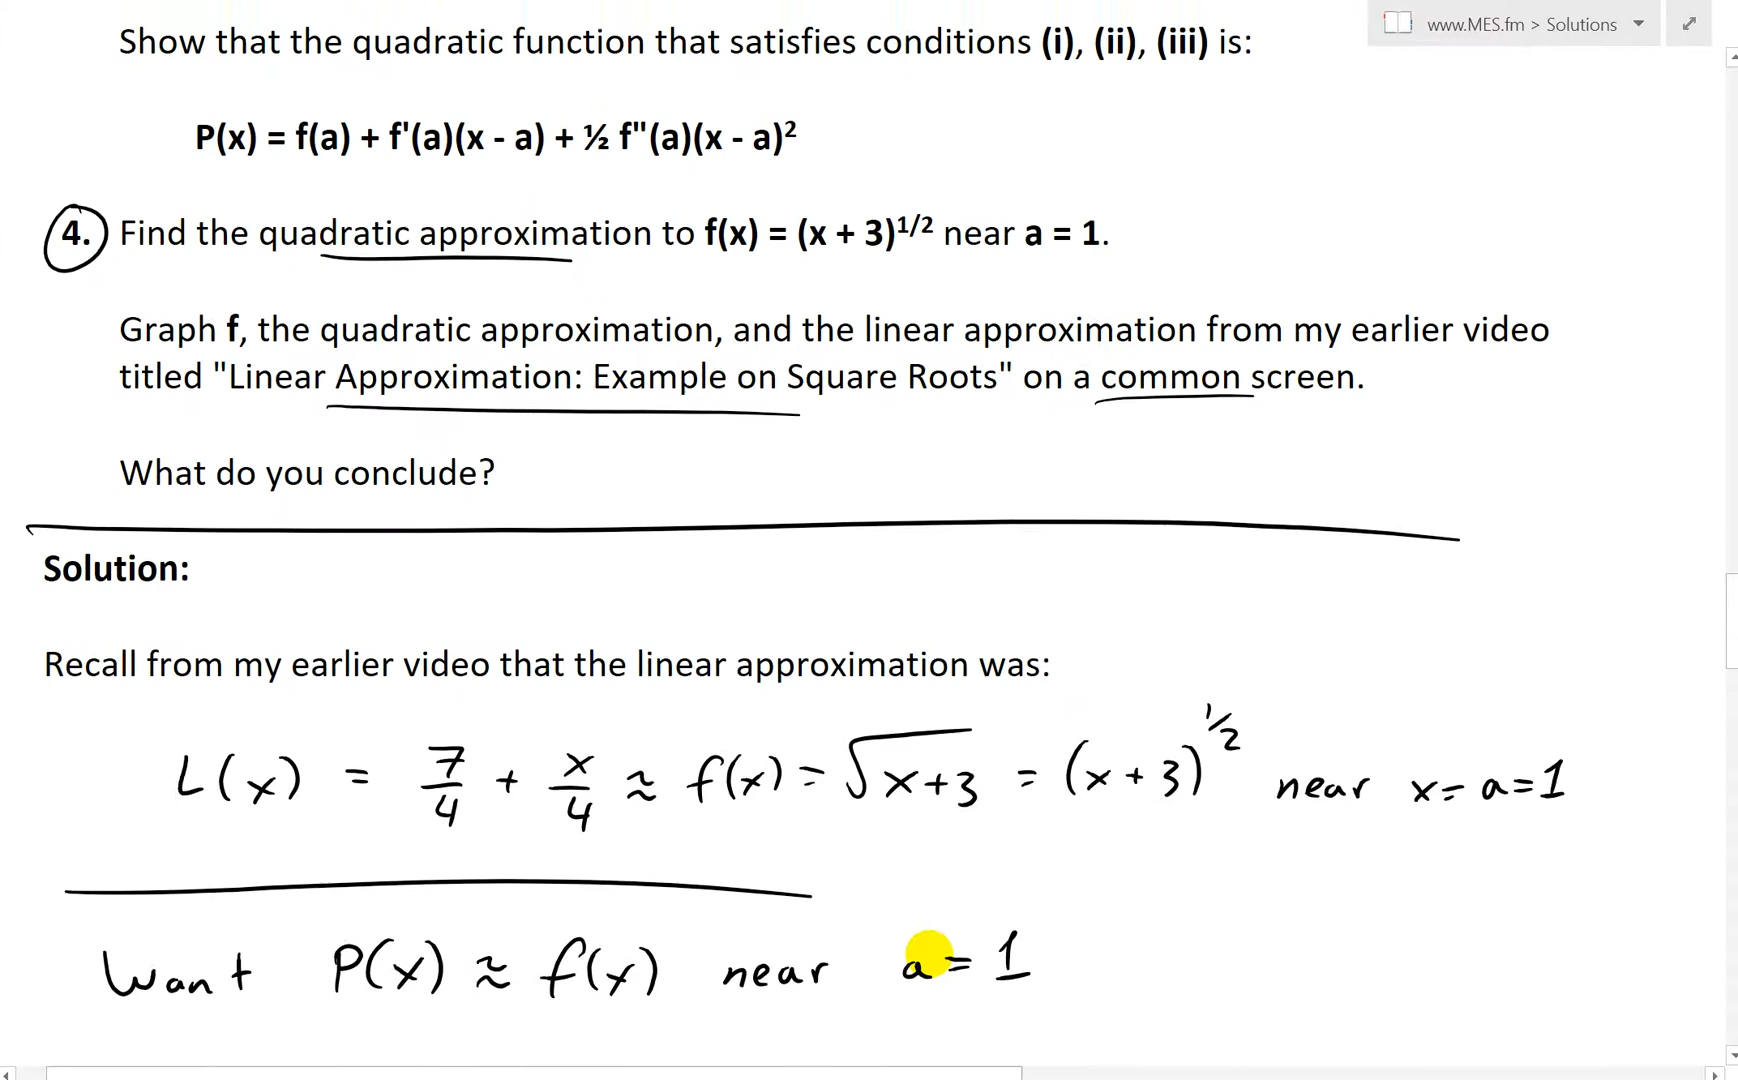 www.MES.fm > Solutions
Show that the quadratic function that satisfies conditions (i), (ii), (iii) is:
P(x) = f(a) + f'(a)(x - a) + ½ f"(a)(x - a)²
4. Find the quadratic approximation to f(x) = (x + 3)^1/2 near a = 1.
Graph f, the quadratic approximation, and the linear approximation from my earlier video
titled "Linear Approximation: Example on Square Roots" on a common screen.
What do you conclude?
Solution:
Recall from my earlier video that the linear approximation was:
L(x) = 7/4 + x/4 ≈ f(x) = √x+3 = (x+3)^1/2 near x = a = 1
Want P(x) ≈ f(x) near a = 1